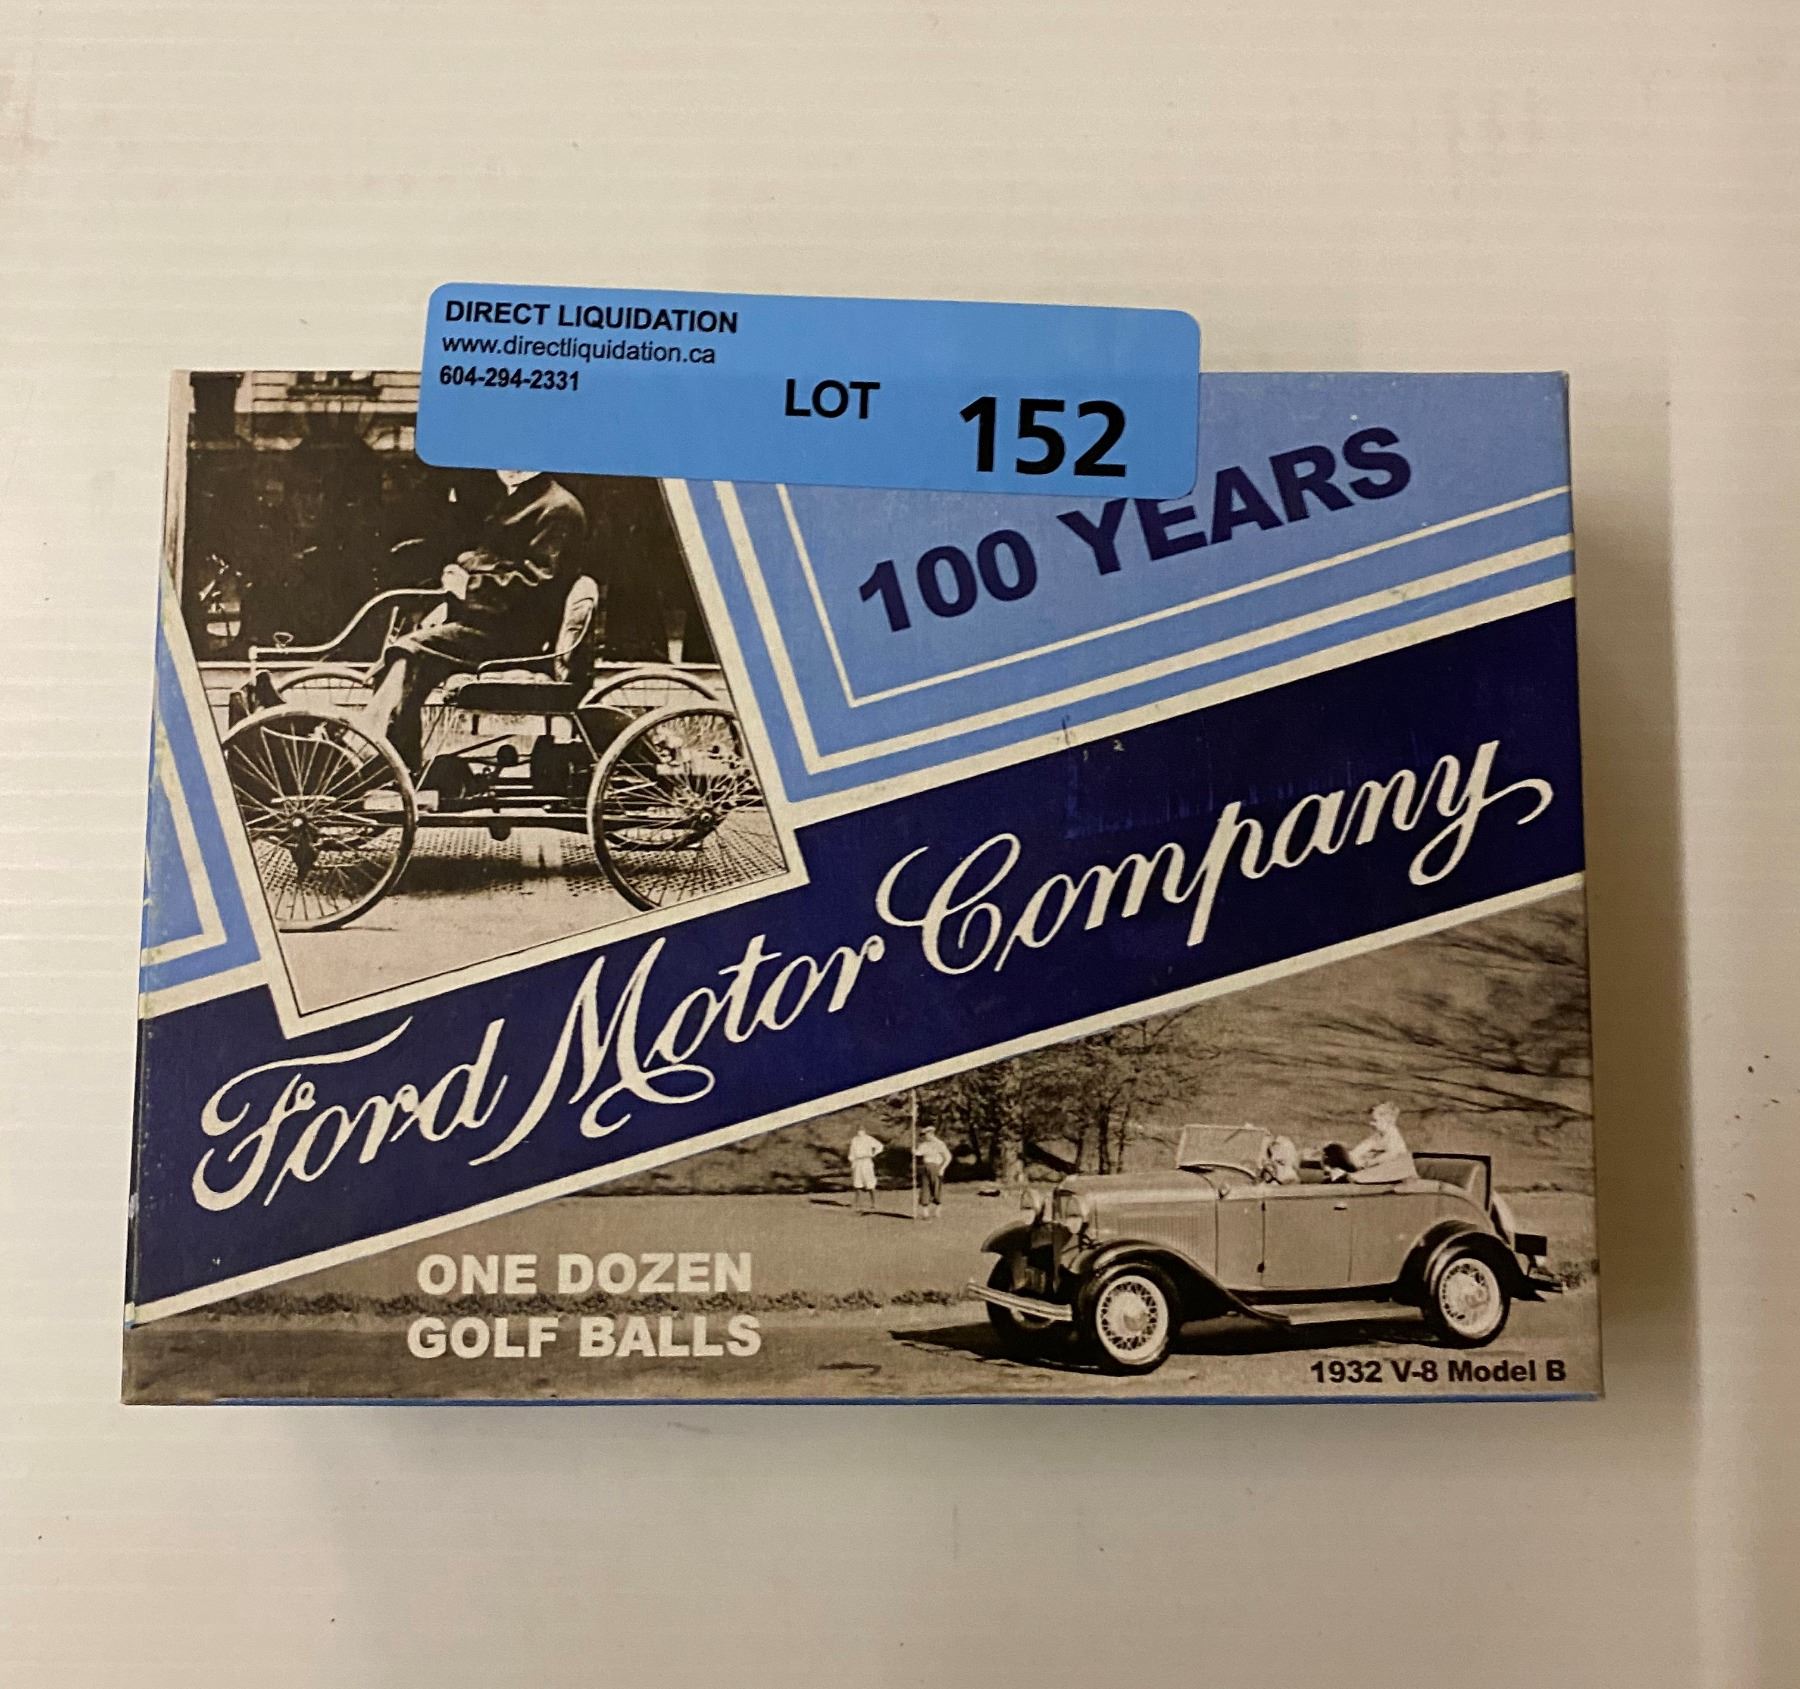 DIRECT LIQUIDATION
www.directliquidation.ca
604-294-2331
LOT 152
100 YEARS
Ford Motor Company
ONE DOZEN
GOLF BALLS
1932 V-8 Model B